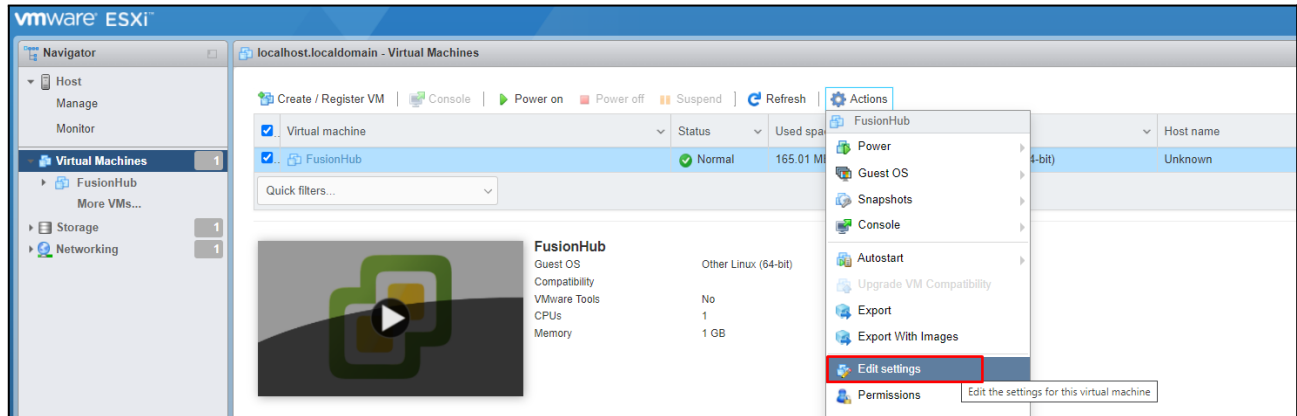 vmware ESXi™
Navigator
localhost.localdomain - Virtual Machines
Host
Manage
Monitor
Virtual Machines 1
FusionHub
More VMs...
Storage 1
Networking 1
Create / Register VM | Console | Power on Power off Suspend | Refresh | Actions
Virtual machine Status Used Host name
FusionHub Normal 165.01 4-bit) Unknown
Quick filters...
FusionHub
Guest OS Other Linux (64-bit)
Compatibility
VMware Tools No
CPUs 1
Memory 1 GB
FusionHub
Power
Guest OS
Snapshots
Console
Autostart
Upgrade VM Compatibility
Export
Export With Images
Edit settings
Edit the settings for this virtual machine
Permissions